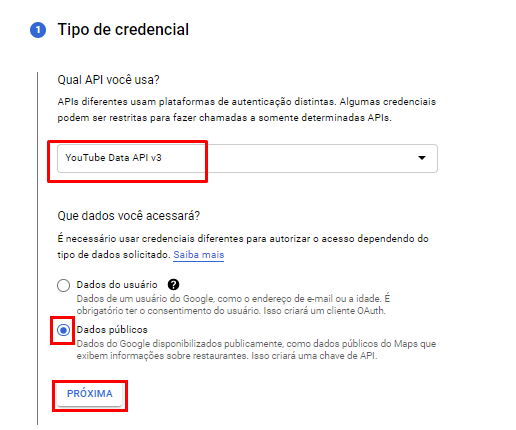 1 Tipo de credencial
Qual API você usa?
APIs diferentes usam plataformas de autenticação distintas. Algumas credenciais
podem ser restritas para fazer chamadas a somente determinadas APIs.
YouTube Data API v3
Que dados você acessará?
É necessário usar credenciais diferentes para autorizar o acesso dependendo do
tipo de dados solicitado. Saiba mais
Dados do usuário ?
Dados de um usuário do Google, como o endereço de e-mail ou a idade. É
obrigatório ter o consentimento do usuário. Isso criará um cliente OAuth.
Dados públicos
Dados do Google disponibilizados publicamente, como dados públicos do Maps que
exibem informações sobre restaurantes. Isso criará uma chave de API.
PRÓXIMA